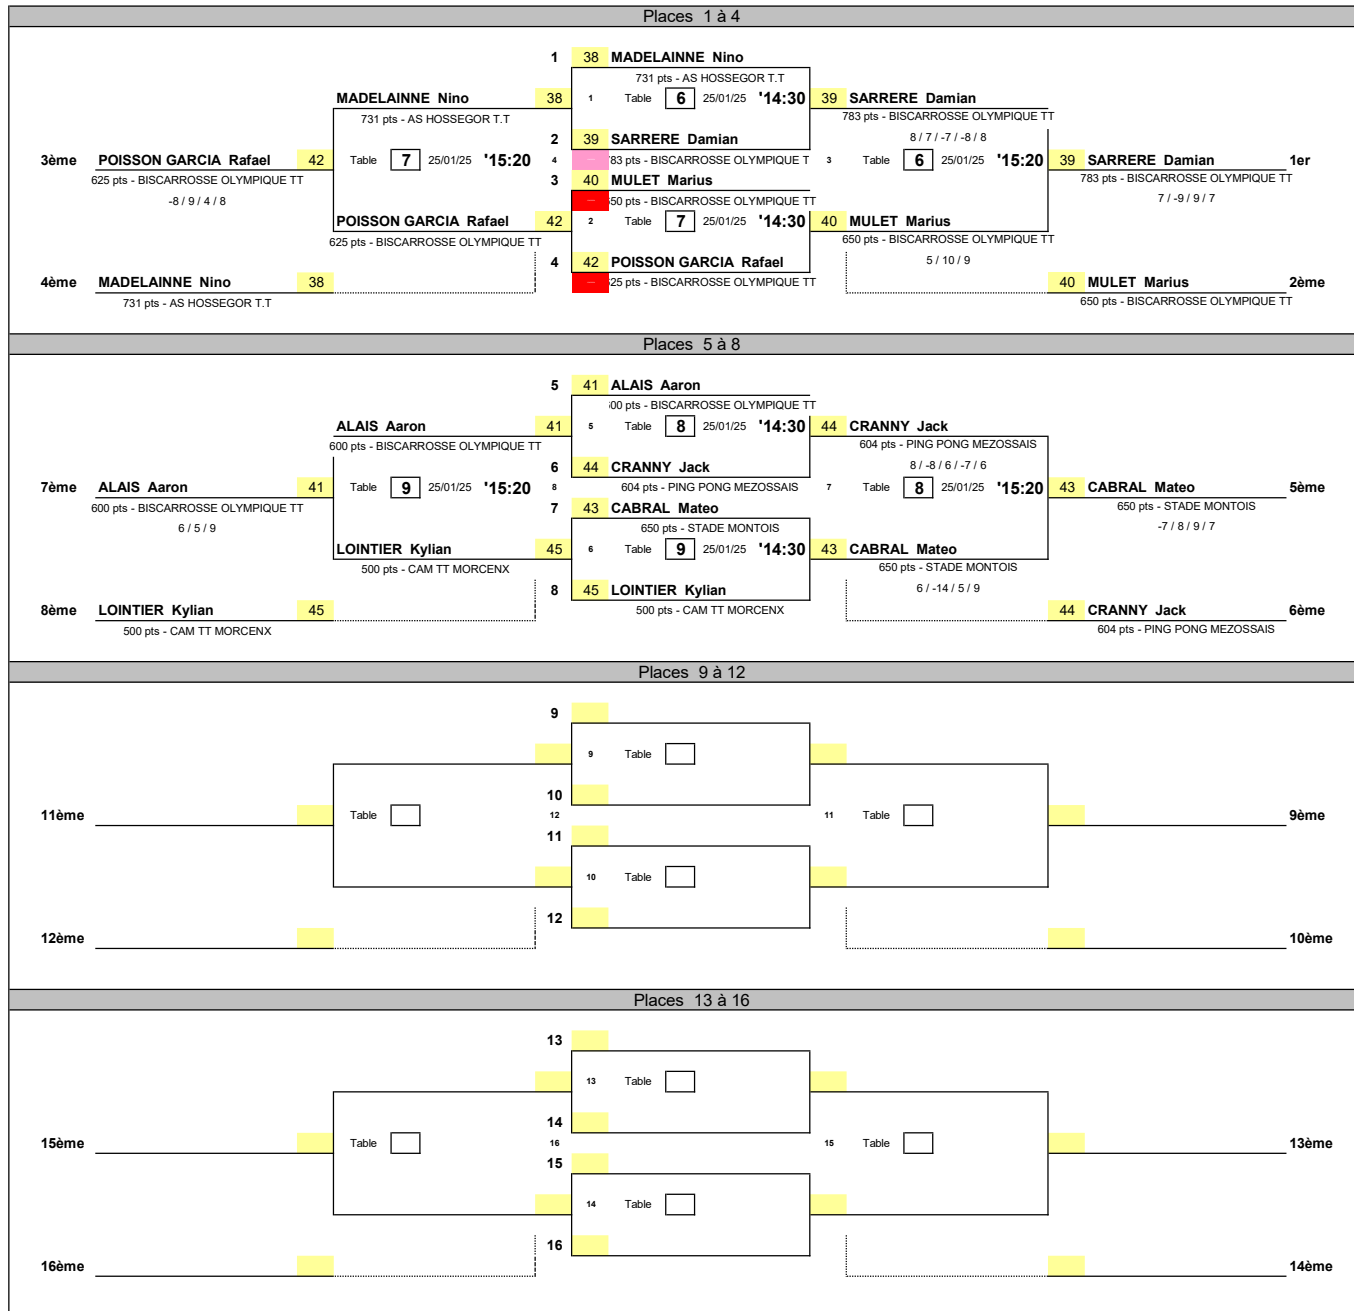 Places 1 à 4
1 38 MADELAINNE Nino
731 pts - AS HOSSEGOR T.T
MADELAINNE Nino 38 1 Table 6 25/01/25 '14:30 39 SARRERE Damian
731 pts - AS HOSSEGOR T.T 783 pts - BISCARROSSE OLYMPIQUE TT
2 39 SARRERE Damian 8 / 7 / -7 / -8 / 8
3ème POISSON GARCIA Rafael 42 Table 7 25/01/25 '15:20 4 83 pts - BISCARROSSE OLYMPIQUE T 3 Table 6 25/01/25 '15:20 39 SARRERE Damian 1er
625 pts - BISCARROSSE OLYMPIQUE TT 3 40 MULET Marius 783 pts - BISCARROSSE OLYMPIQUE TT
-8 / 9 / 4 / 8 50 pts - BISCARROSSE OLYMPIQUE TT 7 / -9 / 9 / 7
POISSON GARCIA Rafael 42 2 Table 7 25/01/25 '14:30 40 MULET Marius
625 pts - BISCARROSSE OLYMPIQUE TT 650 pts - BISCARROSSE OLYMPIQUE TT
4 42 POISSON GARCIA Rafael 5 / 10 / 9
4ème MADELAINNE Nino 38 25 pts - BISCARROSSE OLYMPIQUE TT 40 MULET Marius 2ème
731 pts - AS HOSSEGOR T.T 650 pts - BISCARROSSE OLYMPIQUE TT
Places 5 à 8
5 41 ALAIS Aaron
00 pts - BISCARROSSE OLYMPIQUE TT
ALAIS Aaron 41 5 Table 8 25/01/25 '14:30 44 CRANNY Jack
600 pts - BISCARROSSE OLYMPIQUE TT 604 pts - PING PONG MEZOSSAIS
6 44 CRANNY Jack 8 / -8 / 6 / -7 / 6
7ème ALAIS Aaron 41 Table 9 25/01/25 '15:20 8 604 pts - PING PONG MEZOSSAIS 7 Table 8 25/01/25 '15:20 43 CABRAL Mateo 5ème
600 pts - BISCARROSSE OLYMPIQUE TT 7 43 CABRAL Mateo 650 pts - STADE MONTOIS
6 / 5 / 9 650 pts - STADE MONTOIS -7 / 8 / 9 / 7
LOINTIER Kylian 45 6 Table 9 25/01/25 '14:30 43 CABRAL Mateo
500 pts - CAM TT MORCENX 650 pts - STADE MONTOIS
8 45 LOINTIER Kylian 6 / -14 / 5 / 9
8ème LOINTIER Kylian 45 500 pts - CAM TT MORCENX 44 CRANNY Jack 6ème
500 pts - CAM TT MORCENX 604 pts - PING PONG MEZOSSAIS
Places 9 à 12
9
9 Table
10
11ème Table 12 11 Table 9ème
11
10 Table
12
12ème 10ème
Places 13 à 16
13
13 Table
14
15ème Table 16 15 Table 13ème
15
14 Table
16
16ème 14ème